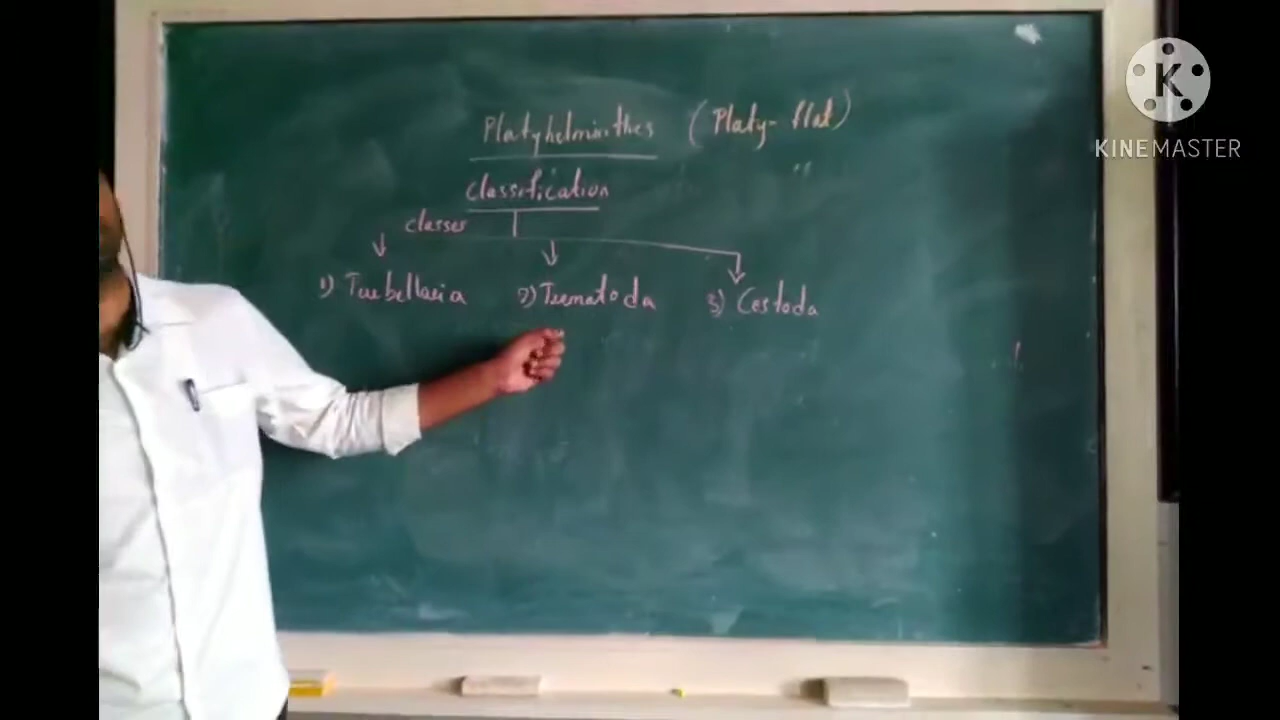 Platyhelminthes (Platy- flat)
"
Classification
classes
1) Turbellaria 2) Trematoda 3) Cestoda
K
KINEMASTER